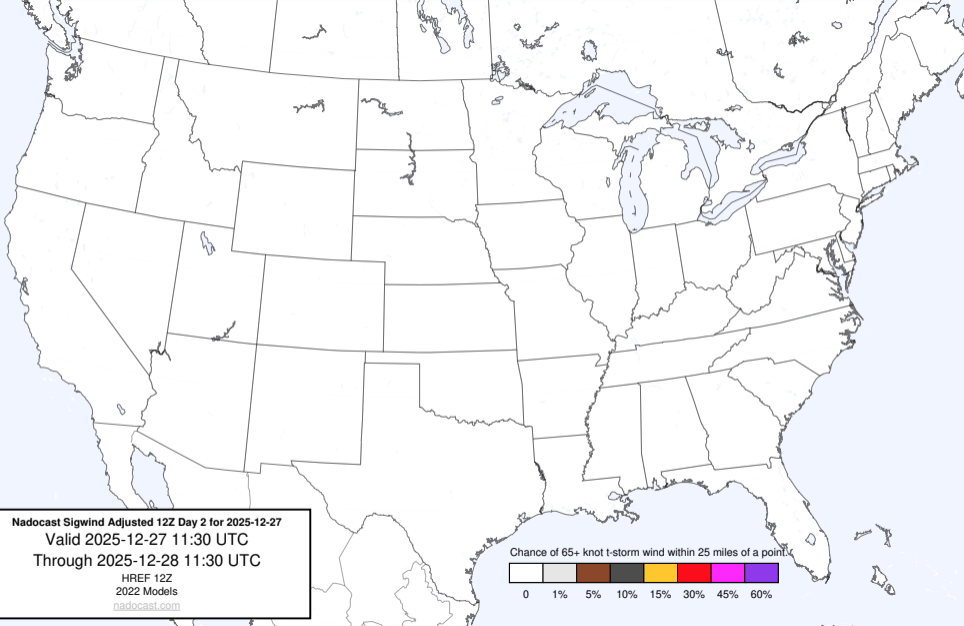 Nadocast Sigwind Adjusted 12Z Day 2 for 2025-12-27
Valid 2025-12-27 11:30 UTC
Through 2025-12-28 11:30 UTC
HREF 12Z
2022 Models
nadocast.com
Chance of 65+ knot t-storm wind within 25 miles of a point.
0 1% 5% 10% 15% 30% 45% 60%